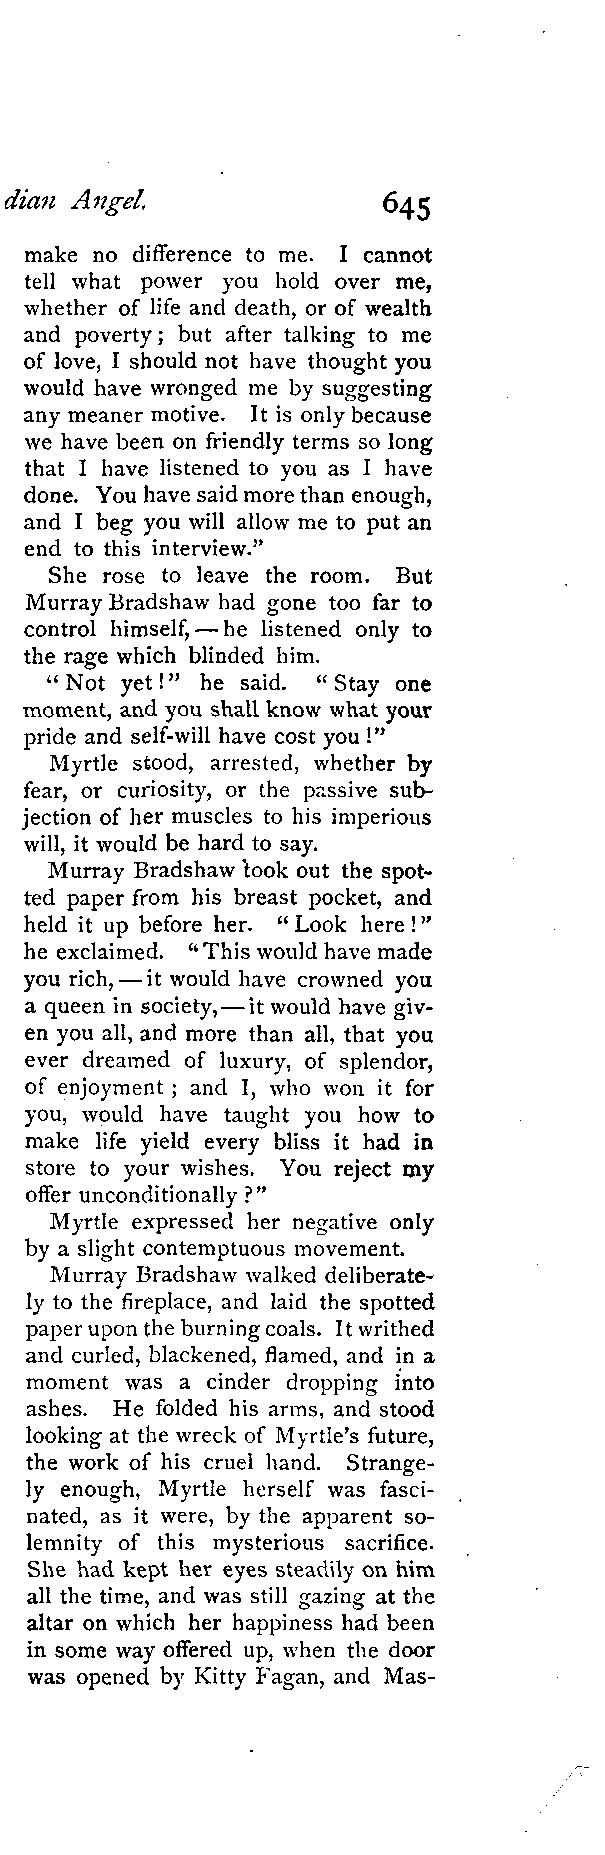 dian Angel. 645
make no difference to me. I cannot
tell what power you hold over me,
whether of life and death, or of wealth
and poverty; but after talking to me
of love, I should not have thought you
would have wronged me by suggesting
any meaner motive. It is only because
we have been on friendly terms so long
that I have listened to you as I have
done. You have said more than enough,
and I beg you will allow me to put an
end to this interview."
She rose to leave the room. But
Murray Bradshaw had gone too far to
control himself,—he listened only to
the rage which blinded him.
"Not yet!" he said. "Stay one
moment, and you shall know what your
pride and self-will have cost you!"
Myrtle stood, arrested, whether by
fear, or curiosity, or the passive sub-
jection of her muscles to his imperious
will, it would be hard to say.
Murray Bradshaw took out the spot-
ted paper from his breast pocket, and
held it up before her. "Look here!"
he exclaimed. "This would have made
you rich,—it would have crowned you
a queen in society,—it would have giv-
en you all, and more than all, that you
ever dreamed of luxury, of splendor,
of enjoyment; and I, who won it for
you, would have taught you how to
make life yield every bliss it had in
store to your wishes. You reject my
offer unconditionally?"
Myrtle expressed her negative only
by a slight contemptuous movement.
Murray Bradshaw walked deliberate-
ly to the fireplace, and laid the spotted
paper upon the burning coals. It writhed
and curled, blackened, flamed, and in a
moment was a cinder dropping into
ashes. He folded his arms, and stood
looking at the wreck of Myrtle's future,
the work of his cruel hand. Strange-
ly enough, Myrtle herself was fasci-
nated, as it were, by the apparent so-
lemnity of this mysterious sacrifice.
She had kept her eyes steadily on him
all the time, and was still gazing at the
altar on which her happiness had been
in some way offered up, when the door
was opened by Kitty Fagan, and Mas-